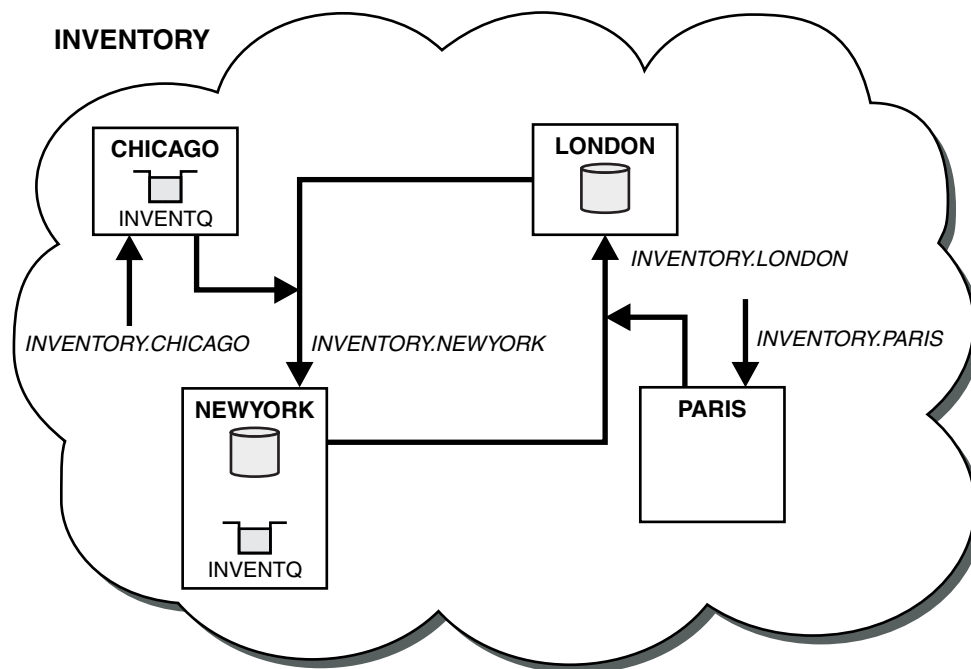 INVENTORY
CHICAGO
INVENTQ
LONDON
INVENTORY.LONDON
INVENTORY.CHICAGO
INVENTORY.NEWYORK
INVENTORY.PARIS
NEWYORK
INVENTQ
PARIS